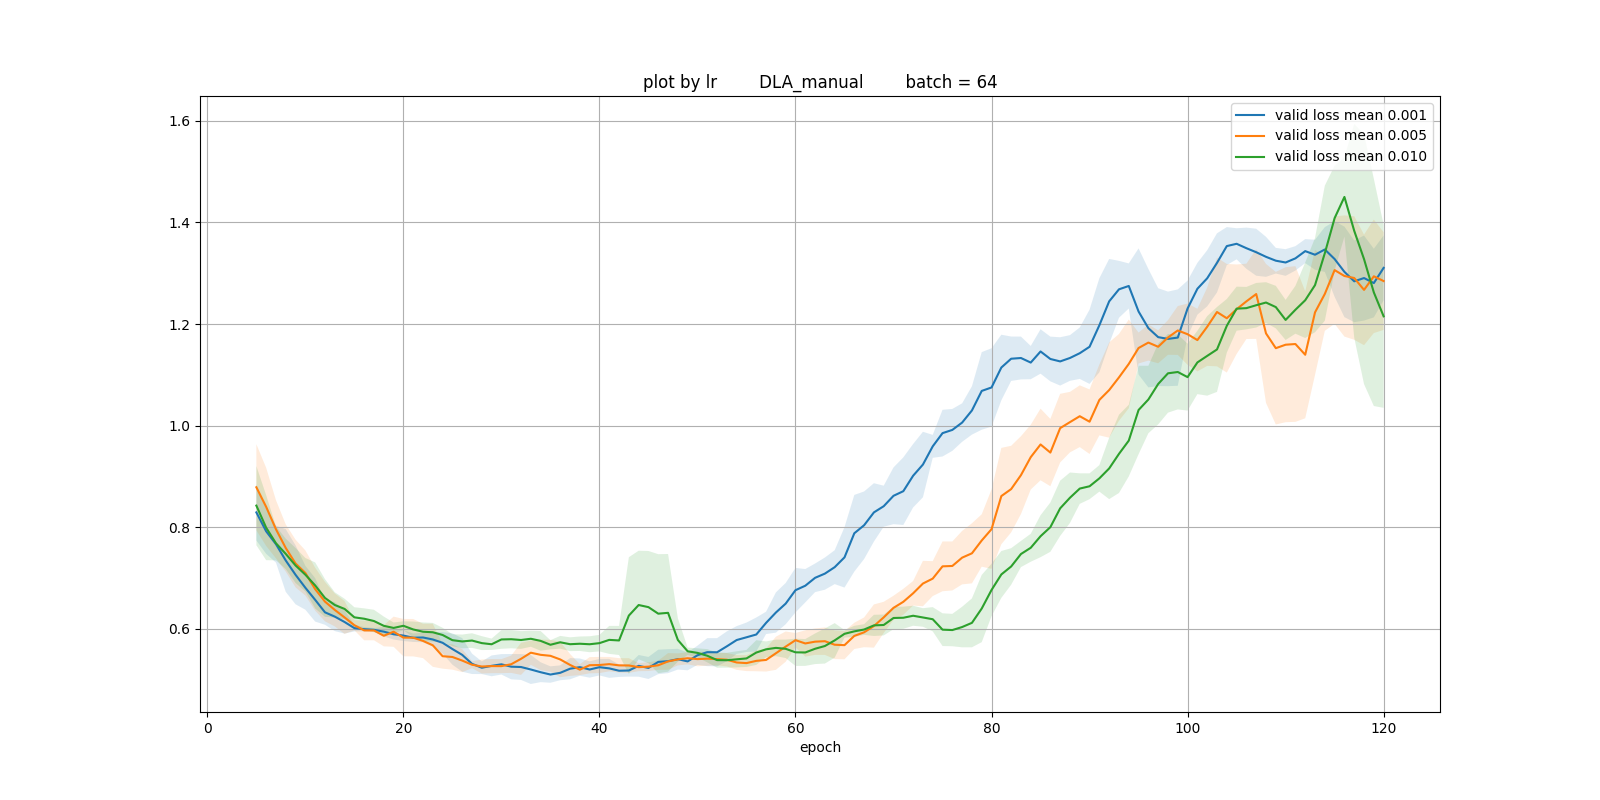 plot by lr DLA_manual batch = 64
valid loss mean 0.001
valid loss mean 0.005
valid loss mean 0.010
1.6
1.4
1.2
1.0
0.8
0.6
0 20 40 60 80 100 120
epoch